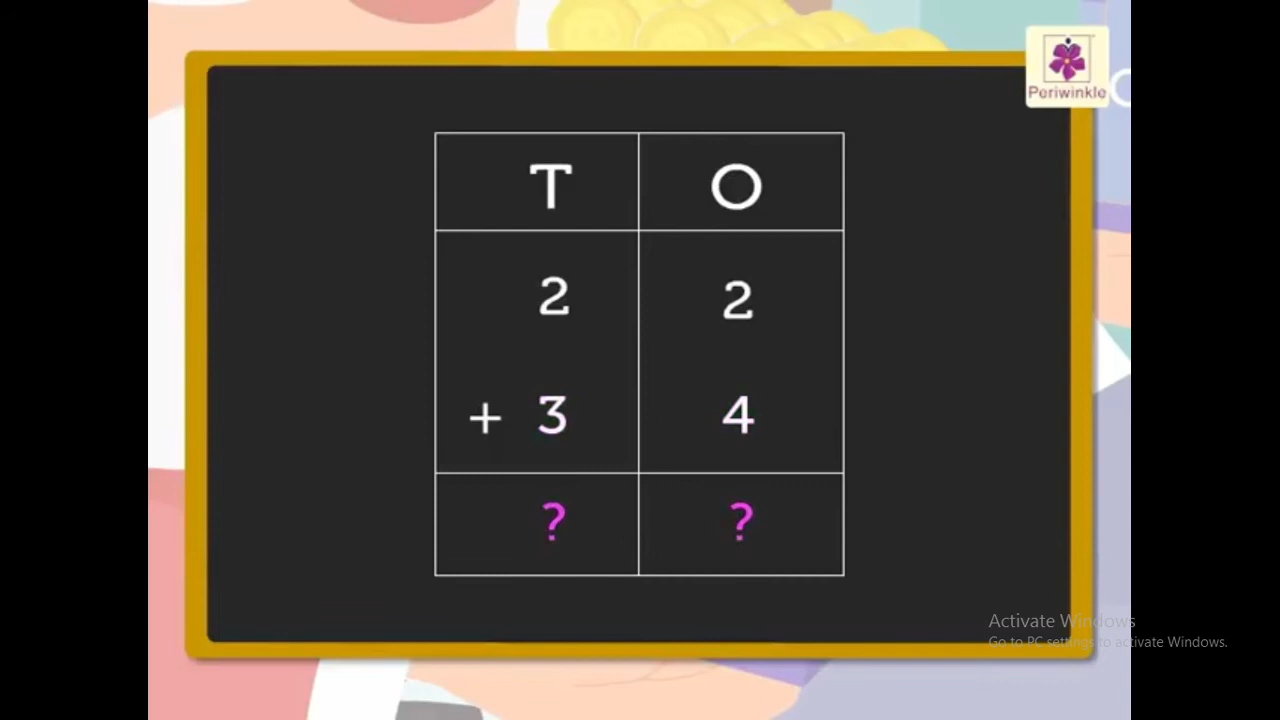 Periwinkle
T O
2 2
+ 3 4
? ?
Activate Windows
Go to PC settings to activate Windows.